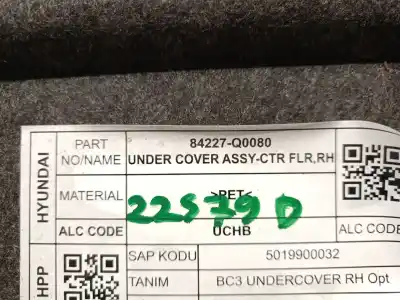 HYUNDAI
PART NO/NAME
84227-Q0080
UNDER COVER ASSY-CTR FLR,RH
MATERIAL
>PET<
22579 D
ALC CODE
UCHB
ALC CODE
HPP
SAP KODU
5019900032
TANIM
BC3 UNDERCOVER RH Opt